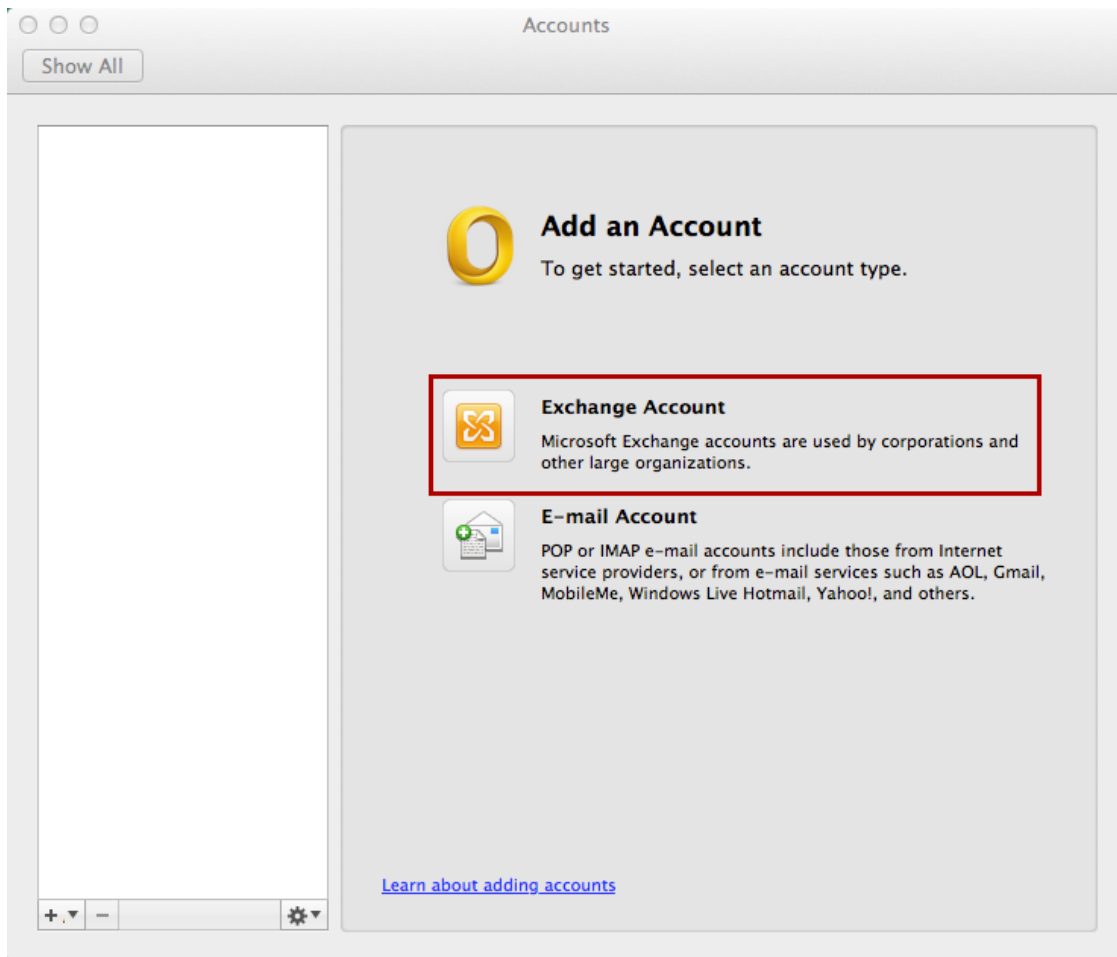 Accounts
Show All
Add an Account
To get started, select an account type.
Exchange Account
Microsoft Exchange accounts are used by corporations and
other large organizations.
E-mail Account
POP or IMAP e-mail accounts include those from Internet
service providers, or from e-mail services such as AOL, Gmail,
MobileMe, Windows Live Hotmail, Yahoo!, and others.
Learn about adding accounts